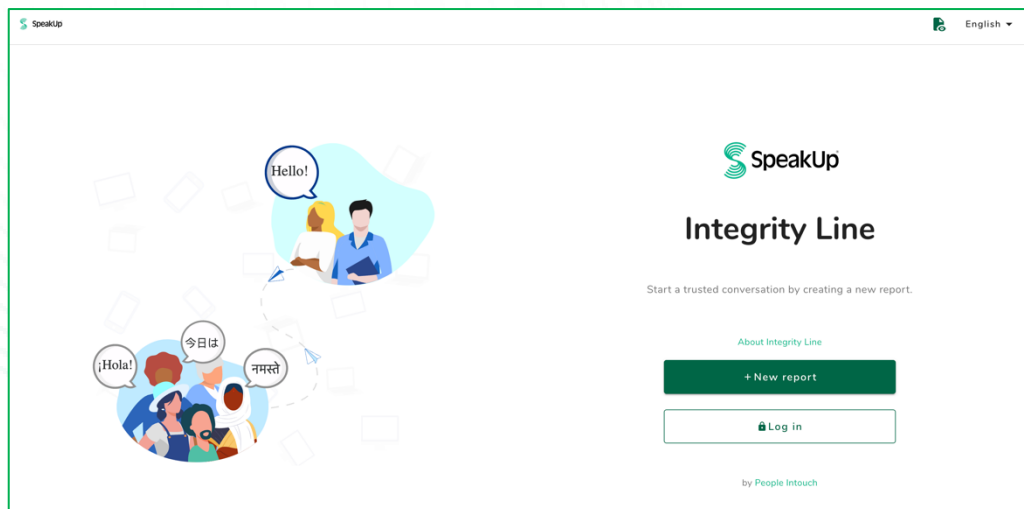 SpeakUp
English
Hello!
SpeakUp
Integrity Line
Start a trusted conversation by creating a new report.
¡Hola!
今日は
नमस्ते
About Integrity Line
+ New report
Log in
by People Intouch